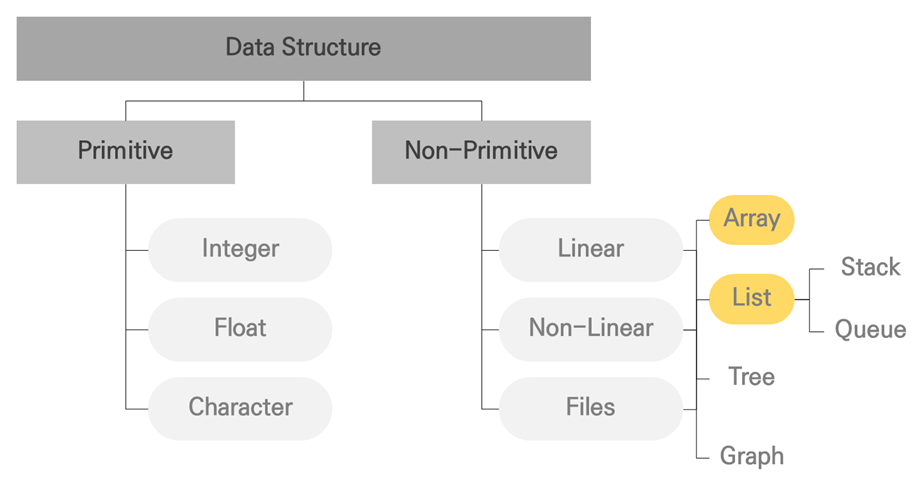 Data Structure
Primitive
Non-Primitive
Integer
Float
Character
Linear
Non-Linear
Files
Array
List
Tree
Graph
Stack
Queue